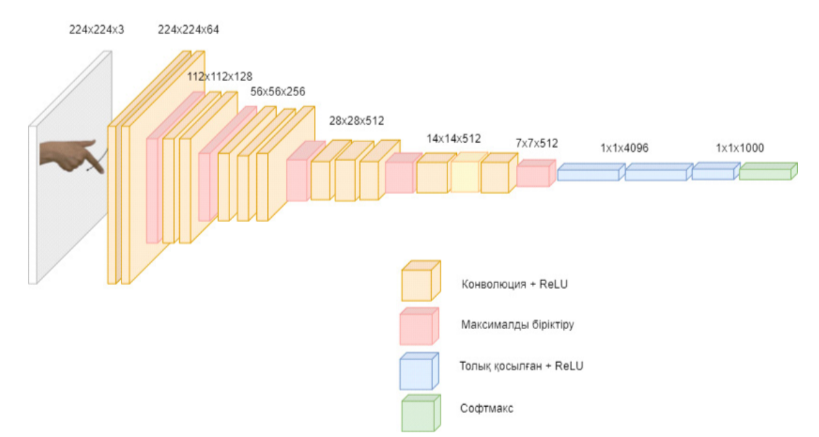 224x224x3
224x224x64
112x112x128
56x56x256
28x28x512
14x14x512
7x7x512
1x1x4096
1x1x1000
Конволюция + ReLU
Максималды біріктіру
Толық қосылған + ReLU
Софтмакс